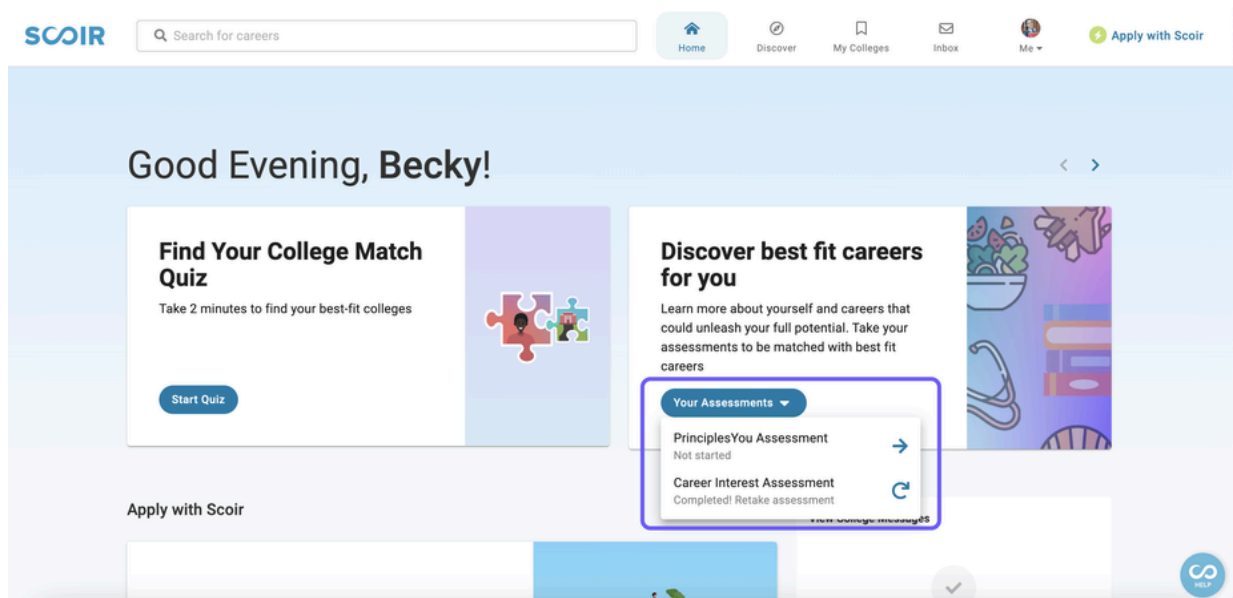 SCOIR
Search for careers
Home
Discover
My Colleges
Inbox
Me
Apply with Scoir
Good Evening, Becky!
Find Your College Match
Quiz
Take 2 minutes to find your best-fit colleges
Start Quiz
Discover best fit careers
for you
Learn more about yourself and careers that
could unleash your full potential. Take your
assessments to be matched with best fit
careers
Your Assessments
PrinciplesYou Assessment
Not started
Career Interest Assessment
Completed! Retake assessment
Apply with Scoir
View College Messages
HELP